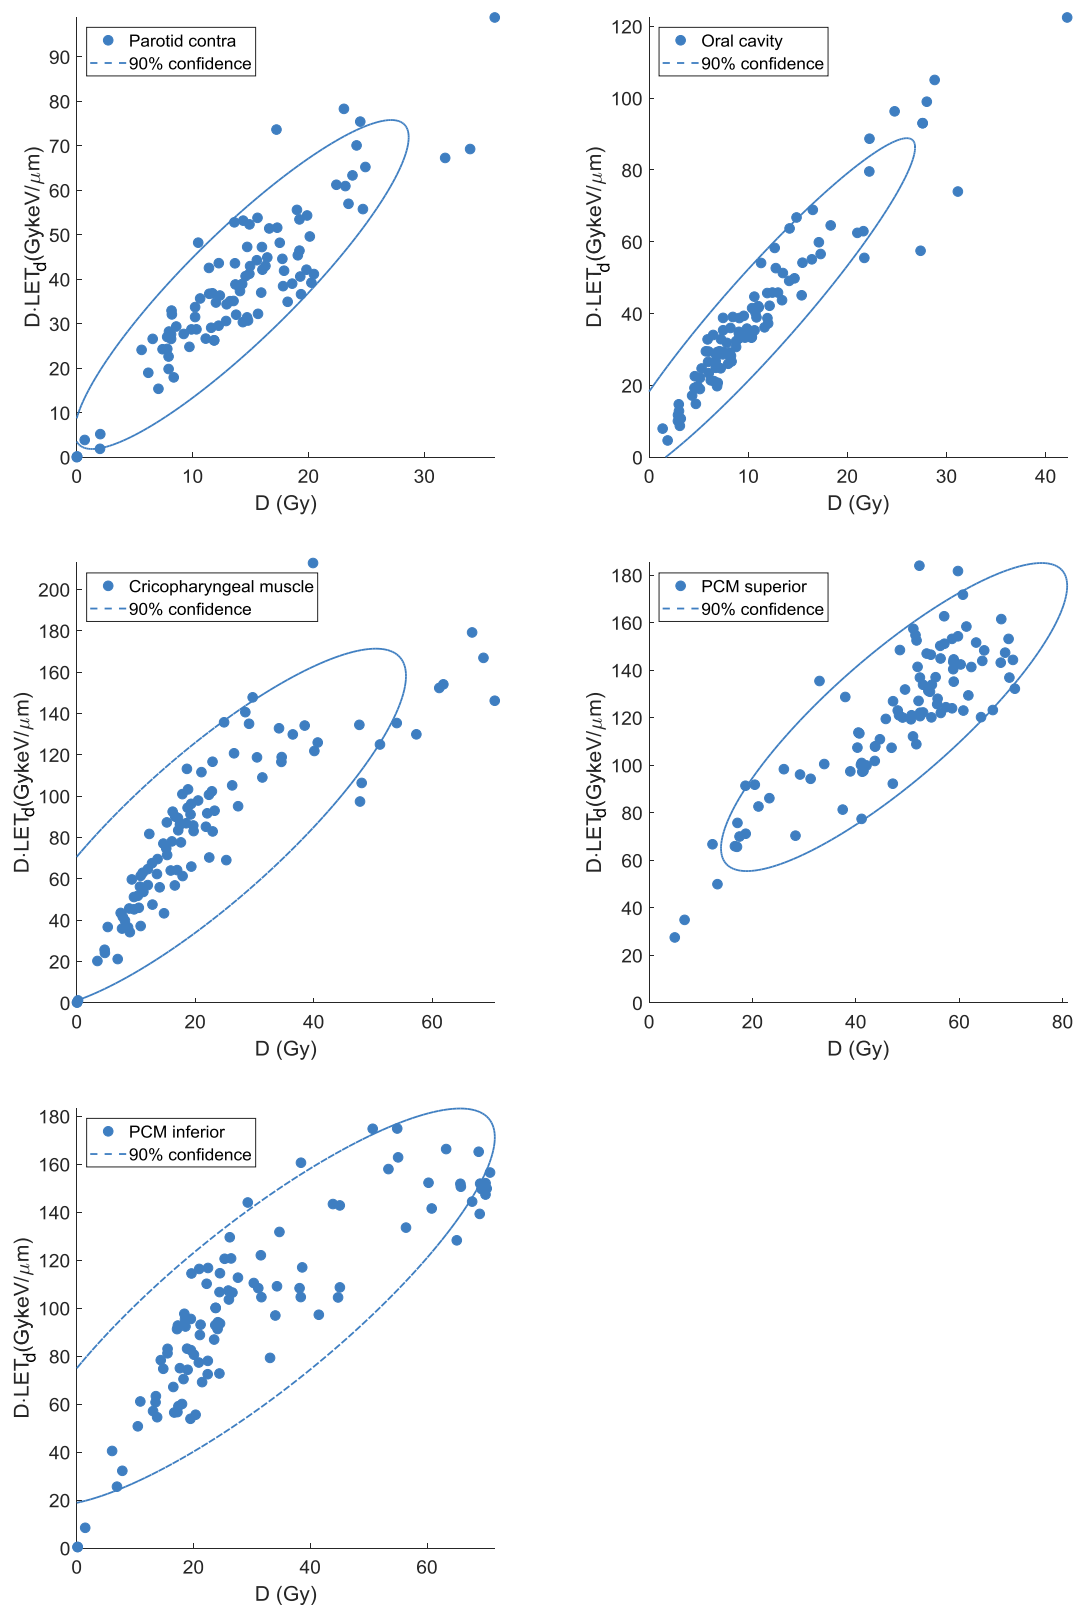 Parotid contra
90% confidence
90
80
70
60
50
40
30
20
10
0
0 10 20 30
D (Gy)
D·LETd(GykeV/μm)
Oral cavity
90% confidence
120
100
80
60
40
20
0
0 10 20 30 40
D (Gy)
D·LETd(GykeV/μm)
Cricopharyngeal muscle
90% confidence
200
180
160
140
120
100
80
60
40
20
0
0 20 40 60
D (Gy)
D·LETd(GykeV/μm)
PCM superior
90% confidence
180
160
140
120
100
80
60
40
20
0
0 20 40 60 80
D (Gy)
D·LETd(GykeV/μm)
PCM inferior
90% confidence
180
160
140
120
100
80
60
40
20
0
0 20 40 60
D (Gy)
D·LETd(GykeV/μm)